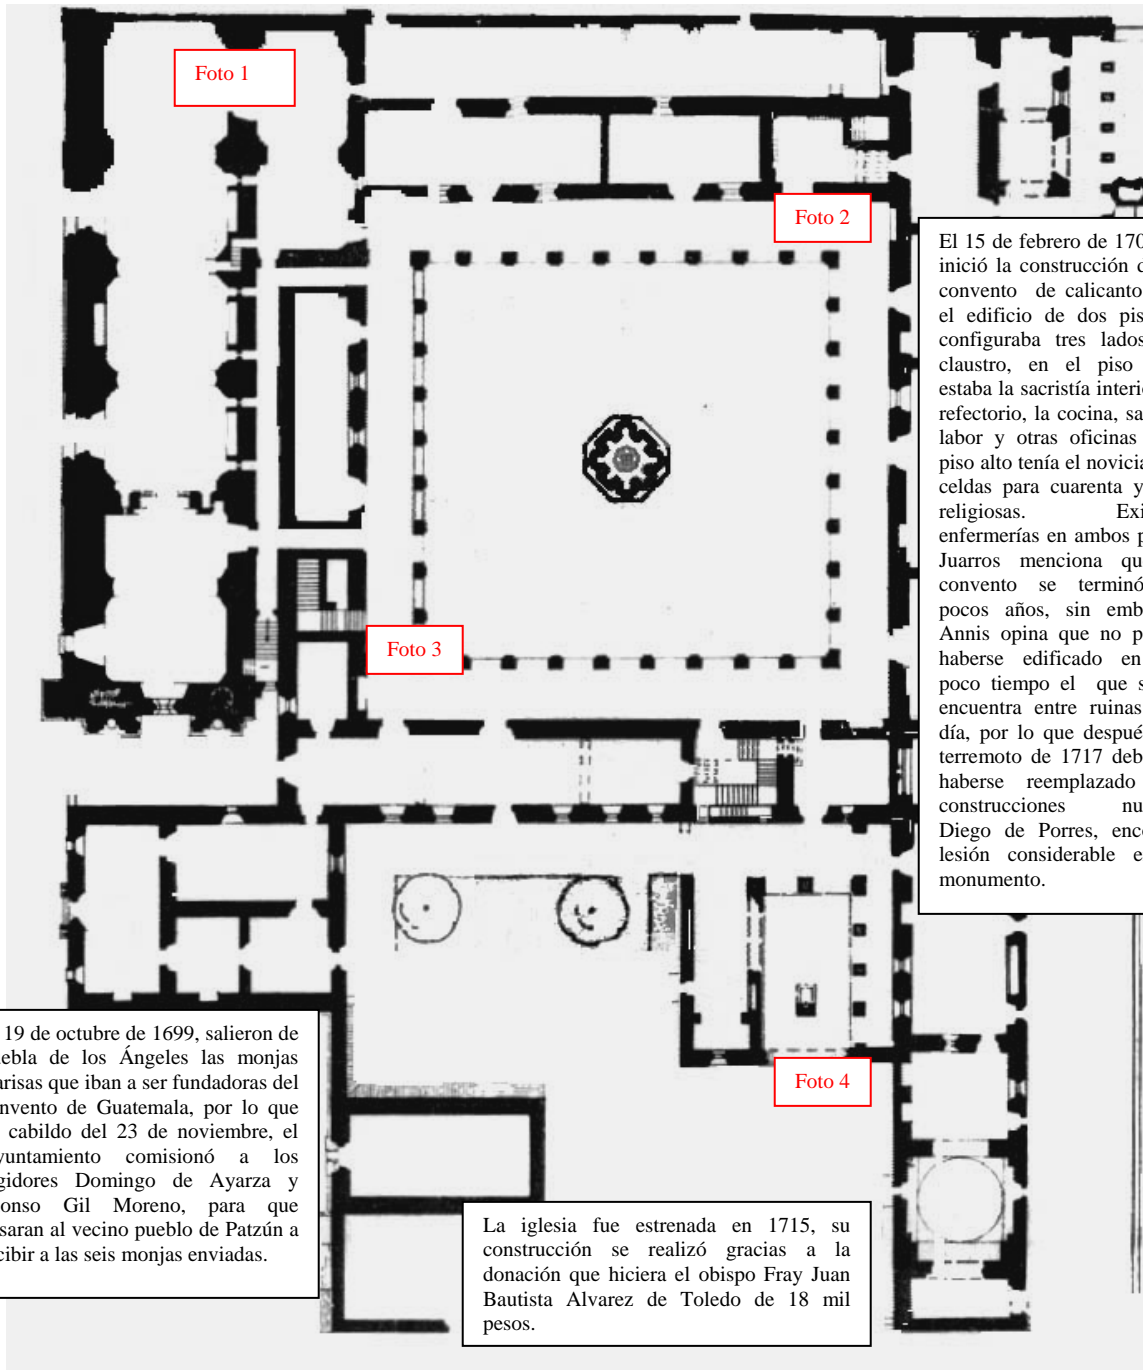 Foto 1
Foto 2
El 15 de febrero de 170
inició la construcción d
convento de calicanto
el edificio de dos pis
configuraba tres lados
claustro, en el piso
estaba la sacristía interi
refectorio, la cocina, sa
labor y otras oficinas
piso alto tenía el novicia
celdas para cuarenta y
religiosas. Exi
enfermerías en ambos p
Juarros menciona qu
convento se terminó
pocos años, sin emb
Annis opina que no p
haberse edificado en
poco tiempo el que s
encuentra entre ruinas
día, por lo que despué
terremoto de 1717 deb
haberse reemplazado
construcciones nu
Diego de Porres, enco
lesión considerable e
monumento.
Foto 3
Foto 4
19 de octubre de 1699, salieron de
ebla de los Ángeles las monjas
arisas que iban a ser fundadoras del
nvento de Guatemala, por lo que
cabildo del 23 de noviembre, el
yuntamiento comisionó a los
gidores Domingo de Ayarza y
onso Gil Moreno, para que
saran al vecino pueblo de Patzún a
cibir a las seis monjas enviadas.
La iglesia fue estrenada en 1715, su
construcción se realizó gracias a la
donación que hiciera el obispo Fray Juan
Bautista Alvarez de Toledo de 18 mil
pesos.